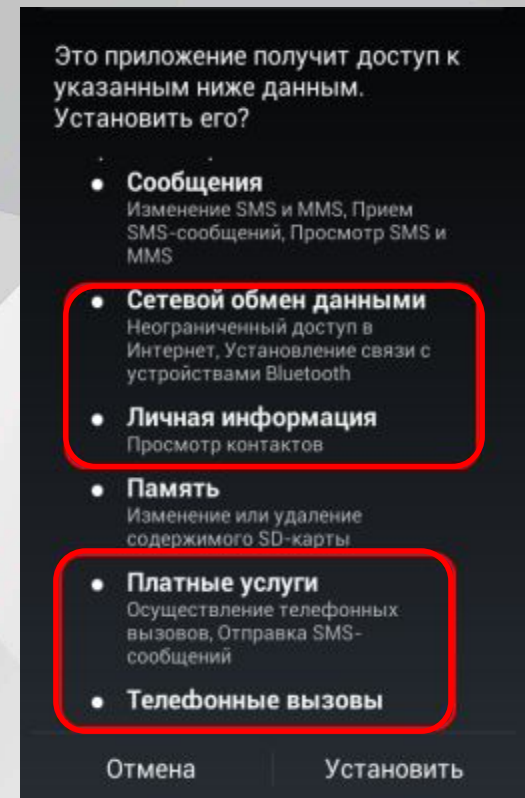 Это приложение получит доступ к
указанным ниже данным.
Установить его?
Сообщения
Изменение SMS и MMS, Прием
SMS-сообщений, Просмотр SMS и
MMS
Сетевой обмен данными
Неограниченный доступ в
Интернет, Установление связи с
устройствами Bluetooth
Личная информация
Просмотр контактов
Память
Изменение или удаление
содержимого SD-карты
Платные услуги
Осуществление телефонных
вызовов, Отправка SMS-
сообщений
Телефонные вызовы
Отмена Установить